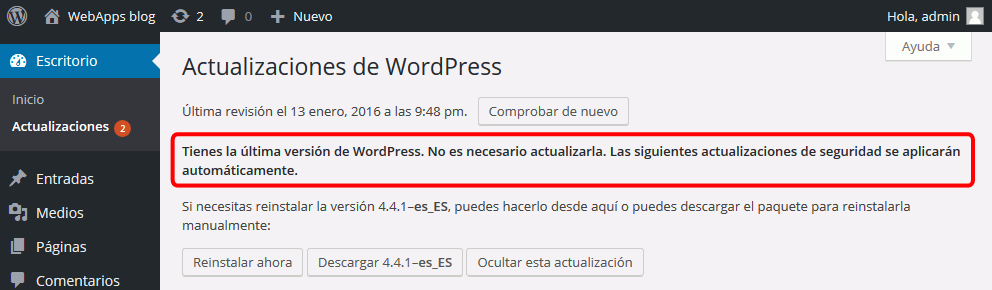 WebApps blog 2 0 + Nuevo Hola, admin
Escritorio
Ayuda
Actualizaciones de WordPress
Inicio
Última revisión el 13 enero, 2016 a las 9:48 pm. Comprobar de nuevo
Actualizaciones 2
Tienes la última versión de WordPress. No es necesario actualizarla. Las siguientes actualizaciones de seguridad se aplicarán
automáticamente.
Entradas
Si necesitas reinstalar la versión 4.4.1–es_ES, puedes hacerlo desde aquí o puedes descargar el paquete para reinstalarla
manualmente:
Medios
Páginas
Reinstalar ahora Descargar 4.4.1–es_ES Ocultar esta actualización
Comentarios